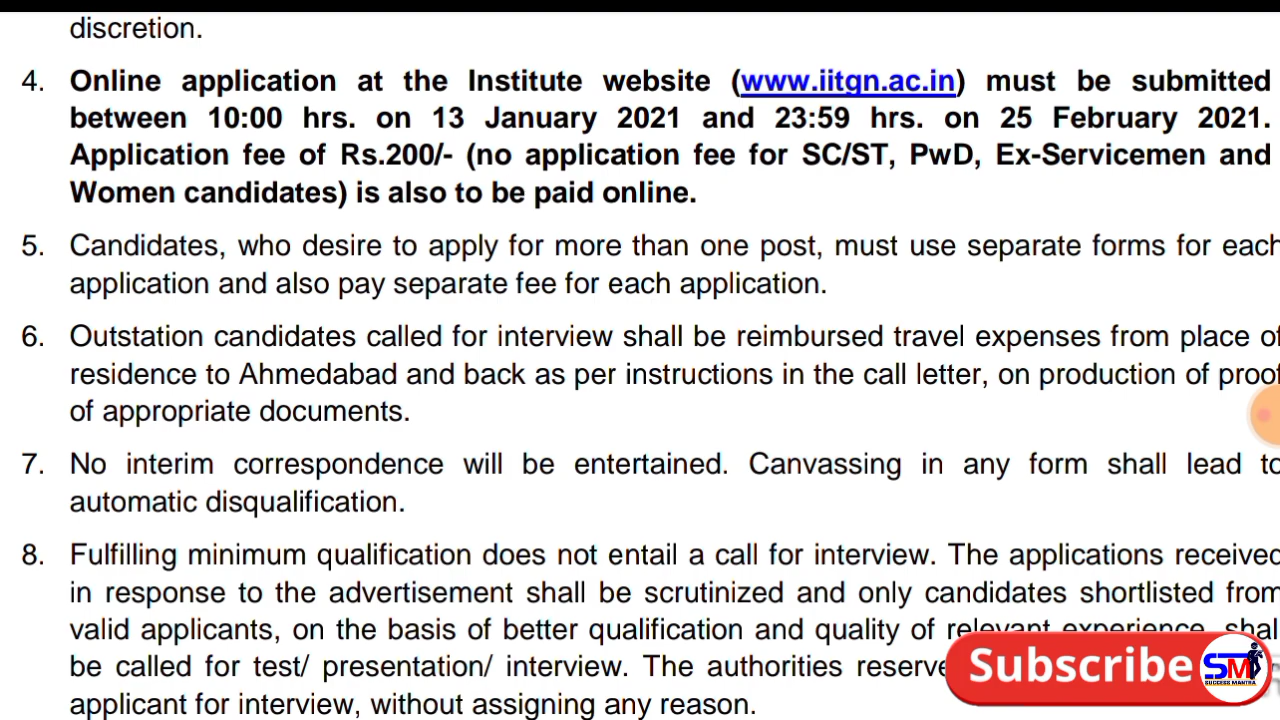 discretion.
4. Online application at the Institute website (www.iitgn.ac.in) must be submitted
between 10:00 hrs. on 13 January 2021 and 23:59 hrs. on 25 February 2021.
Application fee of Rs.200/- (no application fee for SC/ST, PwD, Ex-Servicemen and
Women candidates) is also to be paid online.
5. Candidates, who desire to apply for more than one post, must use separate forms for each
application and also pay separate fee for each application.
6. Outstation candidates called for interview shall be reimbursed travel expenses from place of
residence to Ahmedabad and back as per instructions in the call letter, on production of proof
of appropriate documents.
7. No interim correspondence will be entertained. Canvassing in any form shall lead to
automatic disqualification.
8. Fulfilling minimum qualification does not entail a call for interview. The applications received
in response to the advertisement shall be scrutinized and only candidates shortlisted from
valid applicants, on the basis of better qualification and quality of relevant experience, shal
be called for test/ presentation/ interview. The authorities reserve
applicant for interview, without assigning any reason.
Subscribe
SM
SUCCESS MANTRA